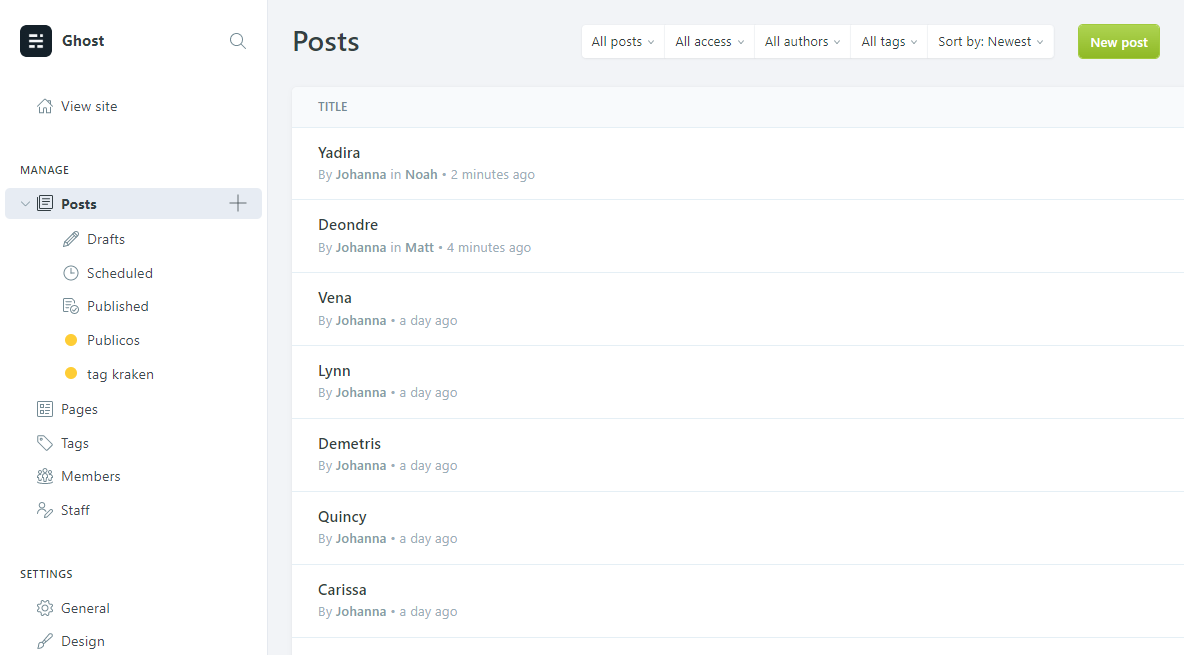 Ghost
View site
MANAGE
Posts
Drafts
Scheduled
Published
Publicos
tag kraken
Pages
Tags
Members
Staff
SETTINGS
General
Design
Posts
All posts All access All authors All tags Sort by: Newest New post
TITLE
Yadira
By Johanna in Noah • 2 minutes ago
Deondre
By Johanna in Matt • 4 minutes ago
Vena
By Johanna • a day ago
Lynn
By Johanna • a day ago
Demetris
By Johanna • a day ago
Quincy
By Johanna • a day ago
Carissa
By Johanna • a day ago